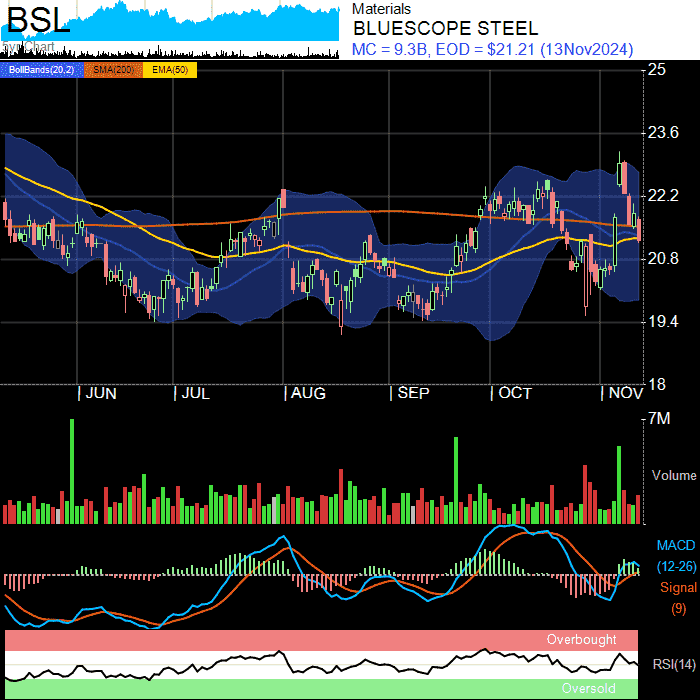 BSL
by iChart
Materials
BLUESCOPE STEEL
MC = 9.3B, EOD = $21.21 (13Nov2024)
BollBands(20,2) SMA(200) EMA(50)
25
23.6
22.2
20.8
19.4
18
JUN JUL AUG SEP OCT NOV
7M
Volume
MACD
(12-26)
Signal
(9)
Overbought
RSI(14)
Oversold